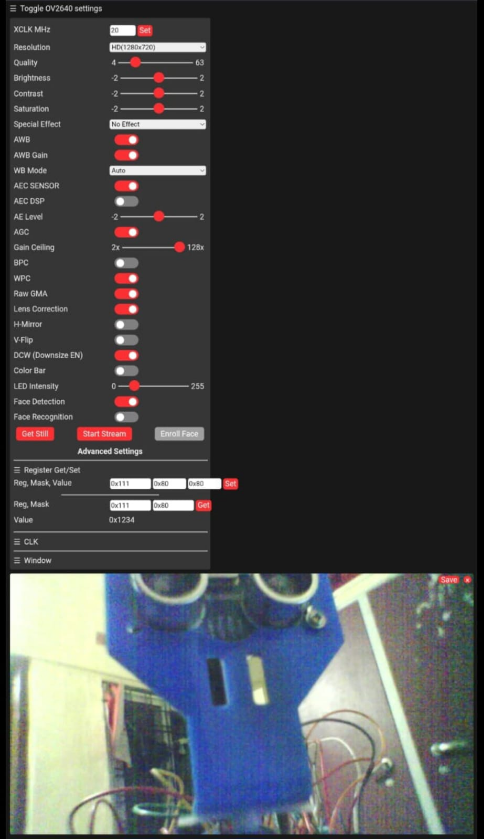 ☰ Toggle OV2640 settings
XCLK MHz 20 Set
Resolution HD(1280x720)
Quality 4 63
Brightness -2 2
Contrast -2 2
Saturation -2 2
Special Effect No Effect
AWB
AWB Gain
WB Mode Auto
AEC SENSOR
AEC DSP
AE Level -2 2
AGC
Gain Ceiling 2x 128x
BPC
WPC
Raw GMA
Lens Correction
H-Mirror
V-Flip
DCW (Downsize EN)
Color Bar
LED Intensity 0 255
Face Detection
Face Recognition
Get Still Start Stream Enroll Face
Advanced Settings
☰ Register Get/Set
Reg, Mask, Value 0x111 0x80 0x80 Set
Reg, Mask 0x111 0x80 Get
Value 0x1234
☰ CLK
☰ Window
Save ×